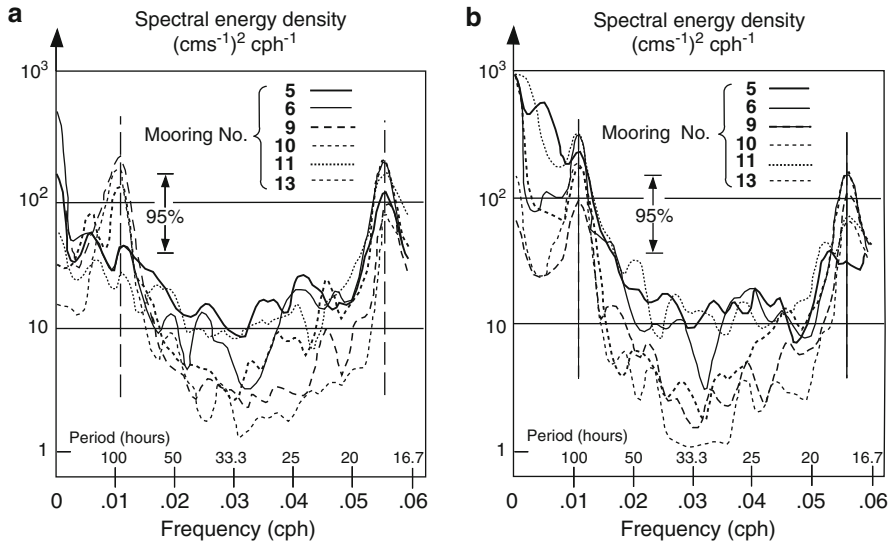 a
Spectral energy density
(cms⁻¹)² cph⁻¹
10³
10²
10
1
Mooring No.
5
6
9
10
11
13
95%
Period (hours)
100 50 33.3 25 20 16.7
0 .01 .02 .03 .04 .05 .06
Frequency (cph)
b
Spectral energy density
(cms⁻¹)² cph⁻¹
10³
10²
10
1
Mooring No.
5
6
9
10
11
13
95%
Period (hours)
100 50 33.3 25 20 16.7
0 .01 .02 .03 .04 .05 .06
Frequency (cph)